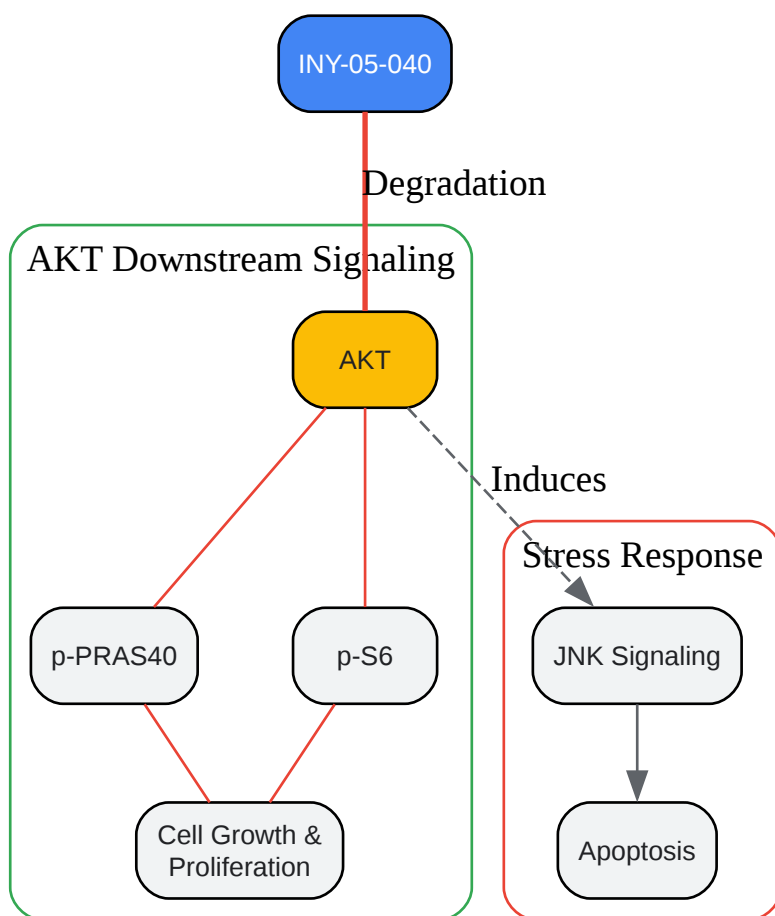 INY-05-040
Degradation
AKT Downstream Signaling
AKT
Induces
Stress Response
p-PRAS40
p-S6
JNK Signaling
Cell Growth &
Proliferation
Apoptosis